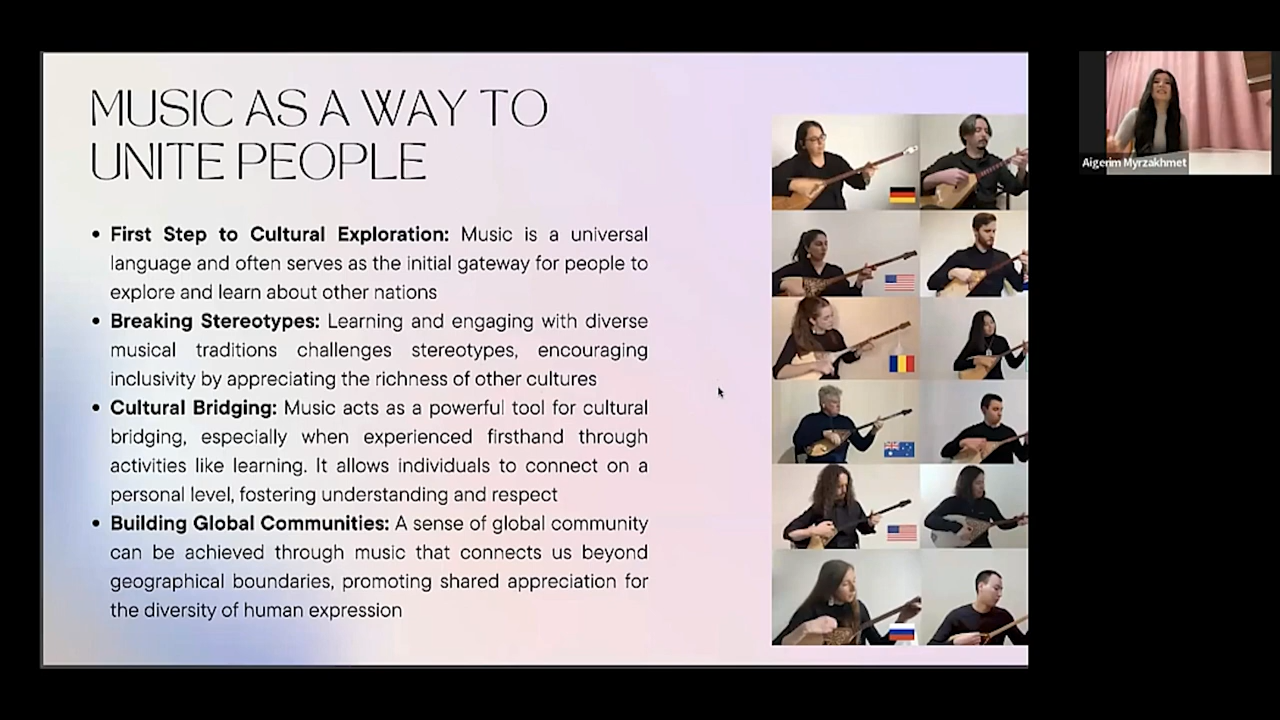 MUSIC AS A WAY TO
UNITE PEOPLE
• First Step to Cultural Exploration: Music is a universal
language and often serves as the initial gateway for people to
explore and learn about other nations
• Breaking Stereotypes: Learning and engaging with diverse
musical traditions challenges stereotypes, encouraging
inclusivity by appreciating the richness of other cultures
• Cultural Bridging: Music acts as a powerful tool for cultural
bridging, especially when experienced firsthand through
activities like learning. It allows individuals to connect on a
personal level, fostering understanding and respect
• Building Global Communities: A sense of global community
can be achieved through music that connects us beyond
geographical boundaries, promoting shared appreciation for
the diversity of human expression
Aigerim Myrzakhmet